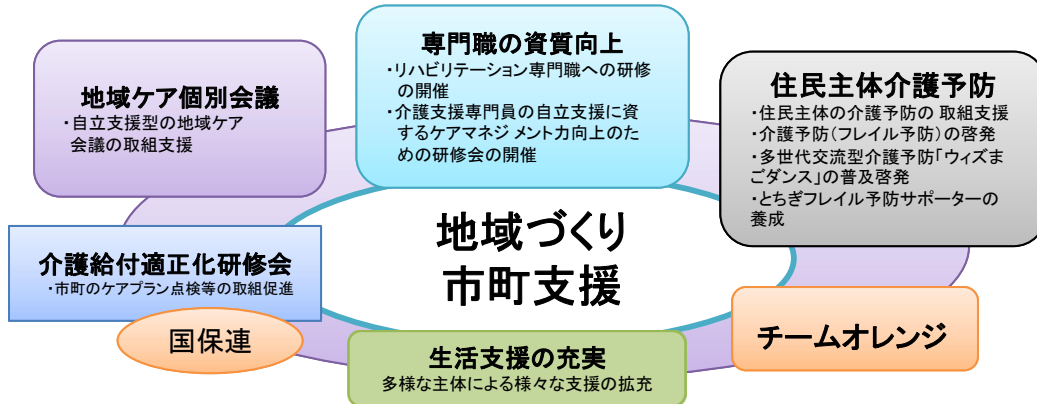 専門職の資質向上
・リハビリテーション専門職への研修
の開催
・介護支援専門員の自立支援に資
するケアマネジ メント力向上のた
めの研修会の開催
地域ケア個別会議
・自立支援型の地域ケア
会議の取組支援
住民主体介護予防
・住民主体の介護予防の 取組支援
・介護予防(フレイル予防)の啓発
・多世代交流型介護予防「ウィズま
ごダンス」の普及啓発
・とちぎフレイル予防サポーターの
養成
地域づくり
市町支援
介護給付適正化研修会
・市町のケアプラン点検等の取組促進
国保連
生活支援の充実
多様な主体による様々な支援の拡充
チームオレンジ